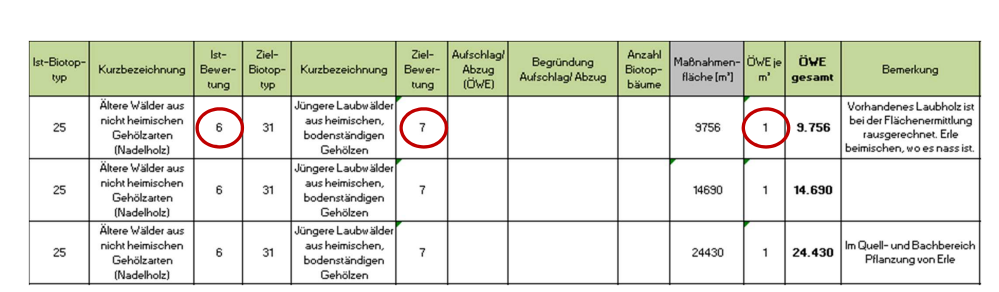 Ist-Biotop-typ Kurzbezeichnung Ist-Bewer-tung Ziel-Biotop-typ Kurzbezeichnung Ziel-Bewer-tung Aufschlag/Abzug (ÖWE) Begründung Aufschlag/Abzug Anzahl Biotop-bäume Maßnahmen-fläche [m²] ÖWE je m² ÖWE gesamt Bemerkung
25 Ältere Wälder aus nicht heimischen Gehölzarten (Nadelholz) 6 31 Jüngere Laubwälder aus heimischen, bodenständigen Gehölzen 7 9756 1 9.756 Vorhandenes Laubholz ist bei der Flächenermittlung rausgerechnet. Erle beimischen, wo es nass ist.
25 Ältere Wälder aus nicht heimischen Gehölzarten (Nadelholz) 6 31 Jüngere Laubwälder aus heimischen, bodenständigen Gehölzen 7 14690 1 14.690
25 Ältere Wälder aus nicht heimischen Gehölzarten (Nadelholz) 6 31 Jüngere Laubwälder aus heimischen, bodenständigen Gehölzen 7 24430 1 24.430 Im Quell- und Bachbereich Pflanzung von Erle